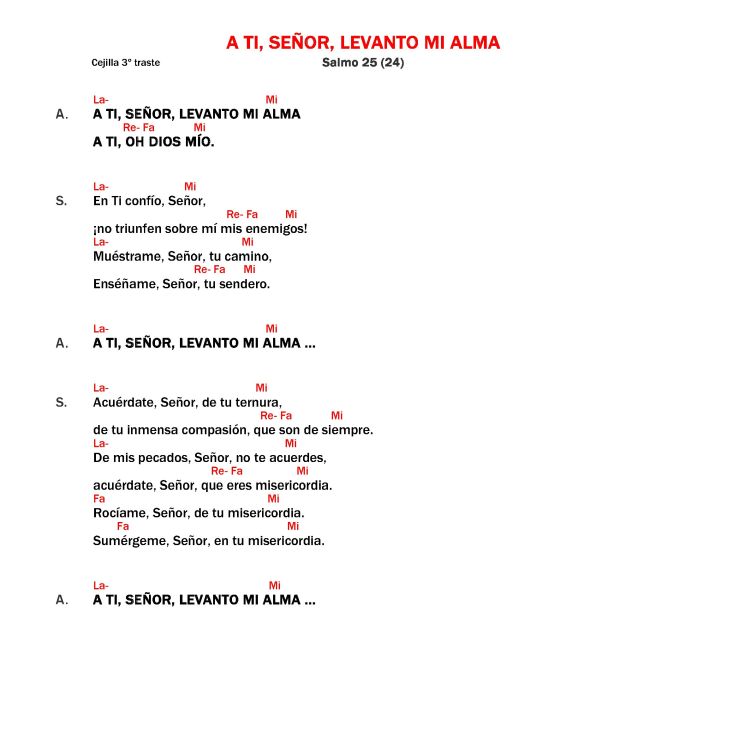 A TI, SEÑOR, LEVANTO MI ALMA
Cejilla 3º traste Salmo 25 (24)
La- Mi
A. A TI, SEÑOR, LEVANTO MI ALMA
Re- Fa Mi
A TI, OH DIOS MÍO.
La- Mi
S. En Ti confío, Señor,
Re- Fa Mi
¡no triunfen sobre mí mis enemigos!
La- Mi
Muéstrame, Señor, tu camino,
Re- Fa Mi
Enséñame, Señor, tu sendero.
La- Mi
A. A TI, SEÑOR, LEVANTO MI ALMA ...
La- Mi
S. Acuérdate, Señor, de tu ternura,
Re- Fa Mi
de tu inmensa compasión, que son de siempre.
La- Mi
De mis pecados, Señor, no te acuerdes,
Re- Fa Mi
acuérdate, Señor, que eres misericordia.
Fa Mi
Rocíame, Señor, de tu misericordia.
Fa Mi
Sumérgeme, Señor, en tu misericordia.
La- Mi
A. A TI, SEÑOR, LEVANTO MI ALMA ...